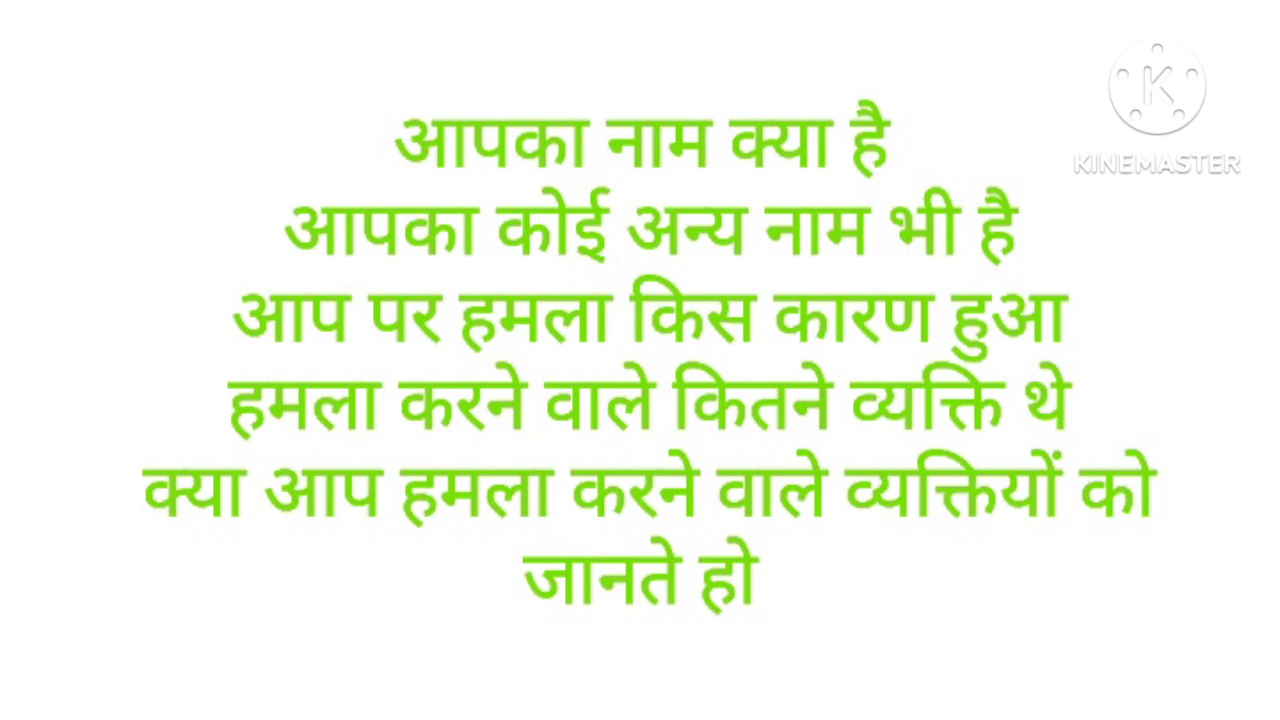 आपका नाम क्या है
KINEMASTER
आपका कोई अन्य नाम भी है
आप पर हमला किस कारण हुआ
हमला करने वाले कितने व्यक्ति थे
क्या आप हमला करने वाले व्यक्तियों को
जानते हो